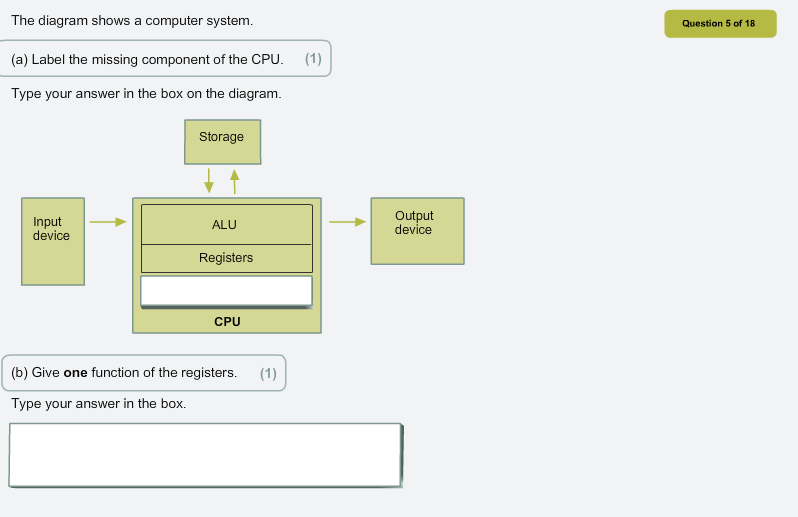 The diagram shows a computer system.
Question 5 of 18
(a) Label the missing component of the CPU. (1)
Type your answer in the box on the diagram.
Storage
Input
device
ALU
Registers
CPU
Output
device
(b) Give one function of the registers. (1)
Type your answer in the box.